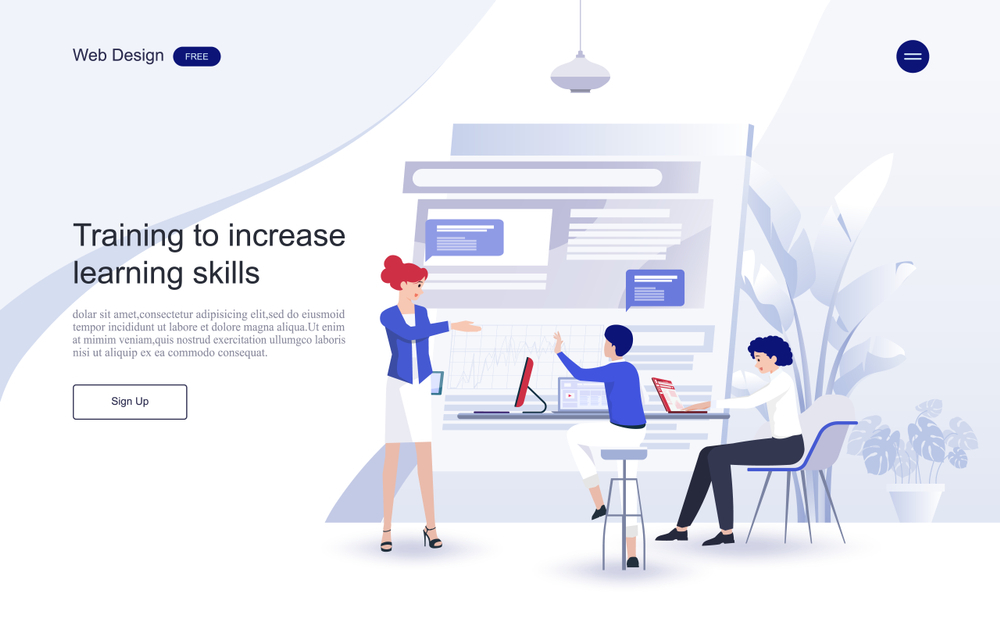 Web Design FREE
Training to increase
learning skills
dolor sit amet,consectetur adipisicing elit,sed do eiusmoid
tempor incididunt ut labore et dolore magna aliqua.Ut enim
at mimim veniam,quis nostrud exercitation ullumgco laboris
nisi ut aliquip ex ea commodo consequat.
Sign Up